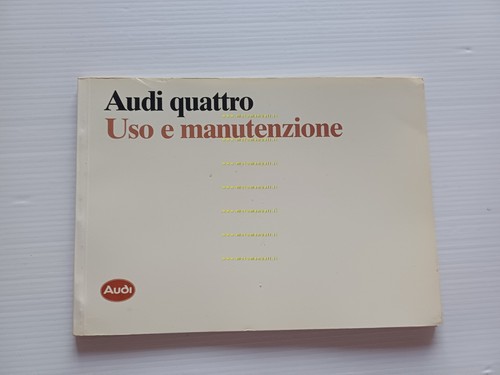 Audi quattro
Uso e manutenzione
Audi